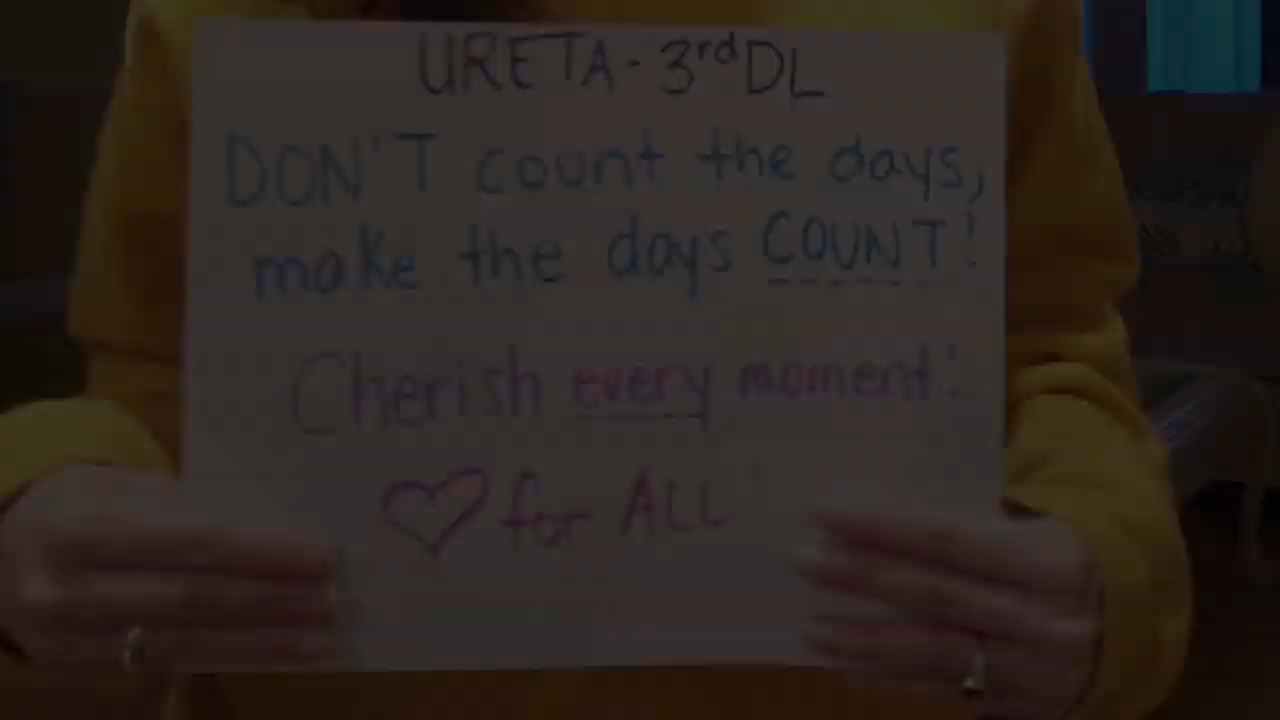 URETA - 3rd DL
DON'T count the days,
make the days COUNT!
Cherish every moment!
♡ for ALL